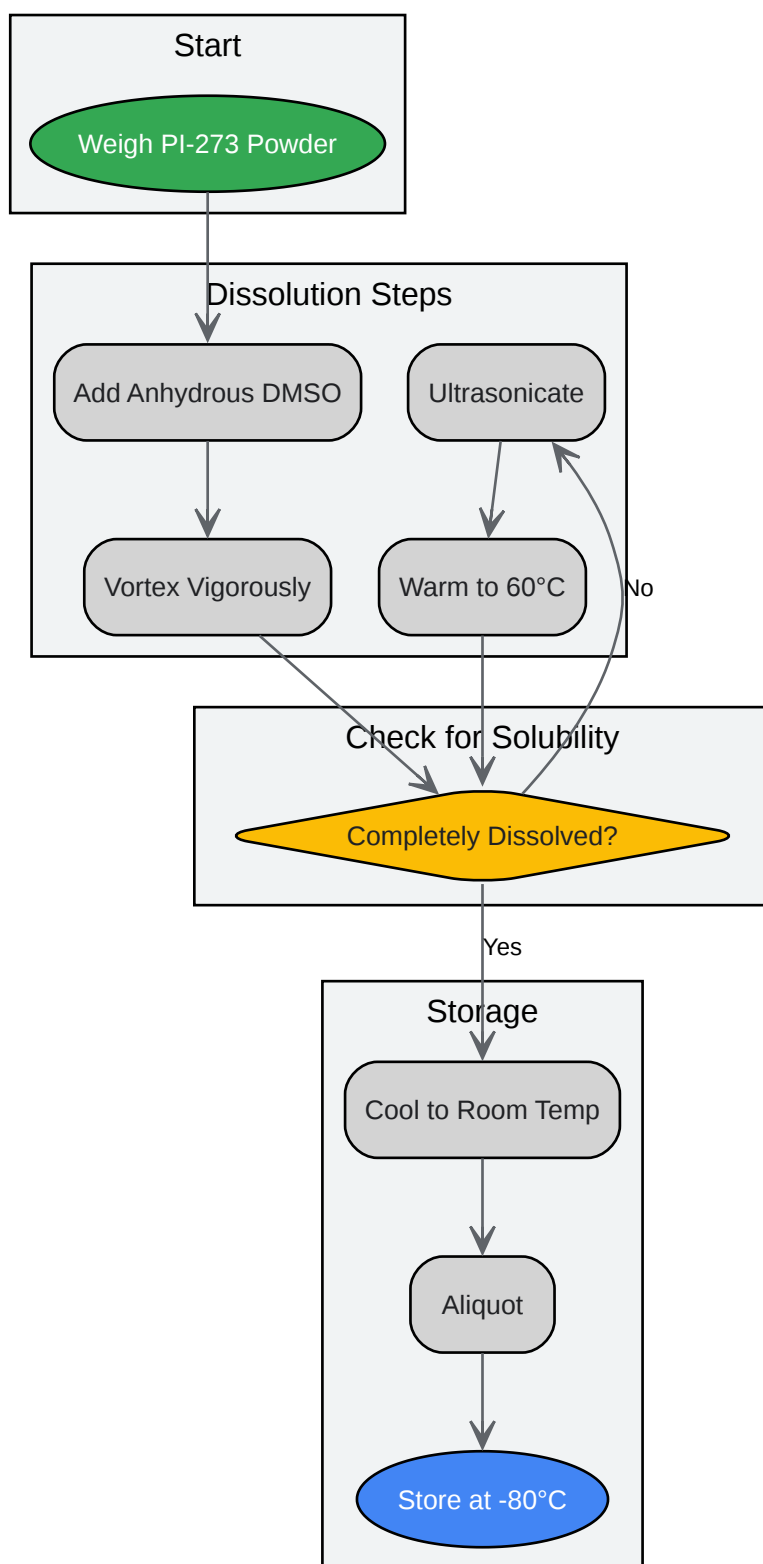 Start
Weigh PI-273 Powder
Dissolution Steps
Add Anhydrous DMSO
Ultrasonicate
Vortex Vigorously
Warm to 60°C
No
Check for Solubility
Completely Dissolved?
Yes
Storage
Cool to Room Temp
Aliquot
Store at -80°C